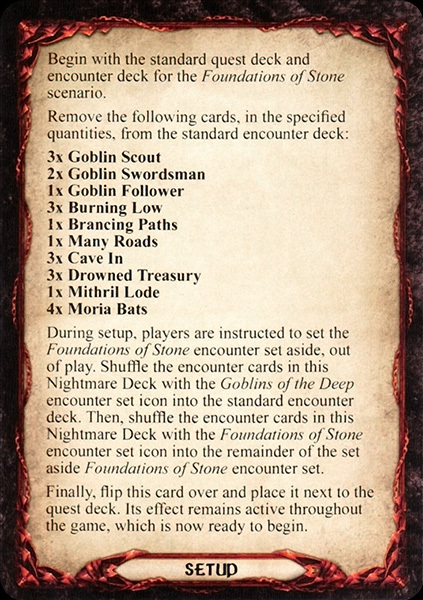 Begin with the standard quest deck and
encounter deck for the Foundations of Stone
scenario.
Remove the following cards, in the specified
quantities, from the standard encounter deck:
3x Goblin Scout
2x Goblin Swordsman
1x Goblin Follower
3x Burning Low
1x Brancing Paths
1x Many Roads
3x Cave In
3x Drowned Treasury
1x Mithril Lode
4x Moria Bats
During setup, players are instructed to set the
Foundations of Stone encounter set aside, out
of play. Shuffle the encounter cards in this
Nightmare Deck with the Goblins of the Deep
encounter set icon into the standard encounter
deck. Then, shuffle the encounter cards in this
Nightmare Deck with the Foundations of Stone
encounter set icon into the remainder of the set
aside Foundations of Stone encounter set.
Finally, flip this card over and place it next to the
quest deck. Its effect remains active throughout
the game, which is now ready to begin.
SETUP